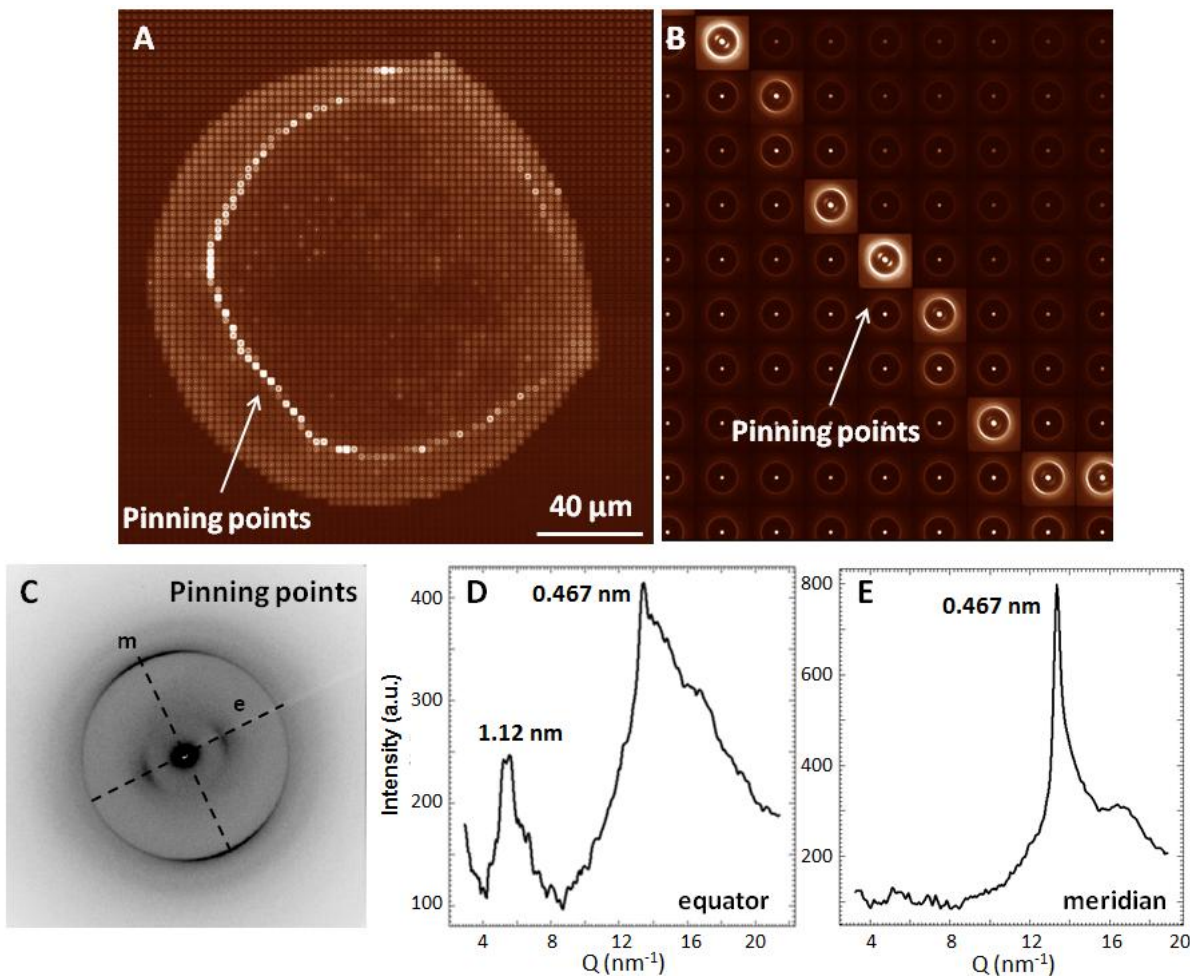 A
Pinning points
40 µm
B
Pinning points
C
Pinning points
m
e
D
0.467 nm
1.12 nm
equator
Intensity (a.u.)
400
300
200
100
4
8
12
16
20
Q (nm⁻¹)
E
0.467 nm
meridian
800
600
400
200
4
8
12
16
20
Q (nm⁻¹)